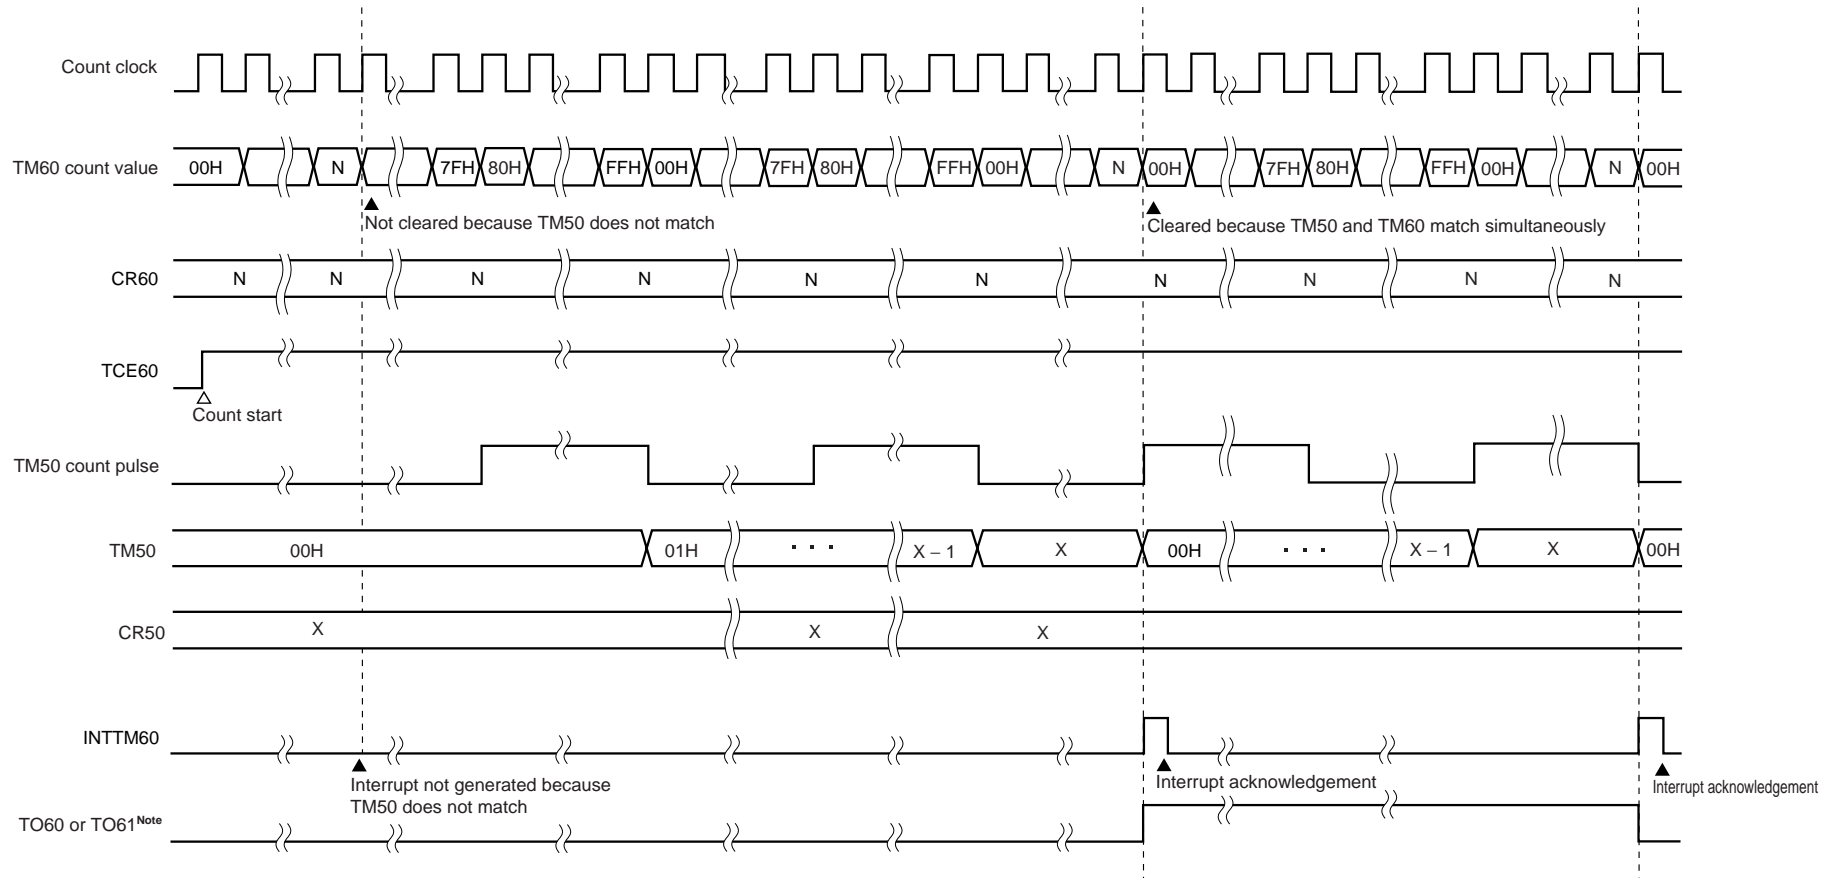 Count clock
TM60 count value
00H N 7FH 80H FFH 00H 7FH 80H FFH 00H N 00H 7FH 80H FFH 00H N 00H
Not cleared because TM50 does not match
Cleared because TM50 and TM60 match simultaneously
CR60
N N N N N N N N N N
TCE60
Count start
TM50 count pulse
TM50
00H 01H · · · X – 1 X 00H · · · X – 1 X 00H
CR50
X X X
INTTM60
Interrupt not generated because
TM50 does not match
Interrupt acknowledgement
Interrupt acknowledgement
TO60 or TO61Note